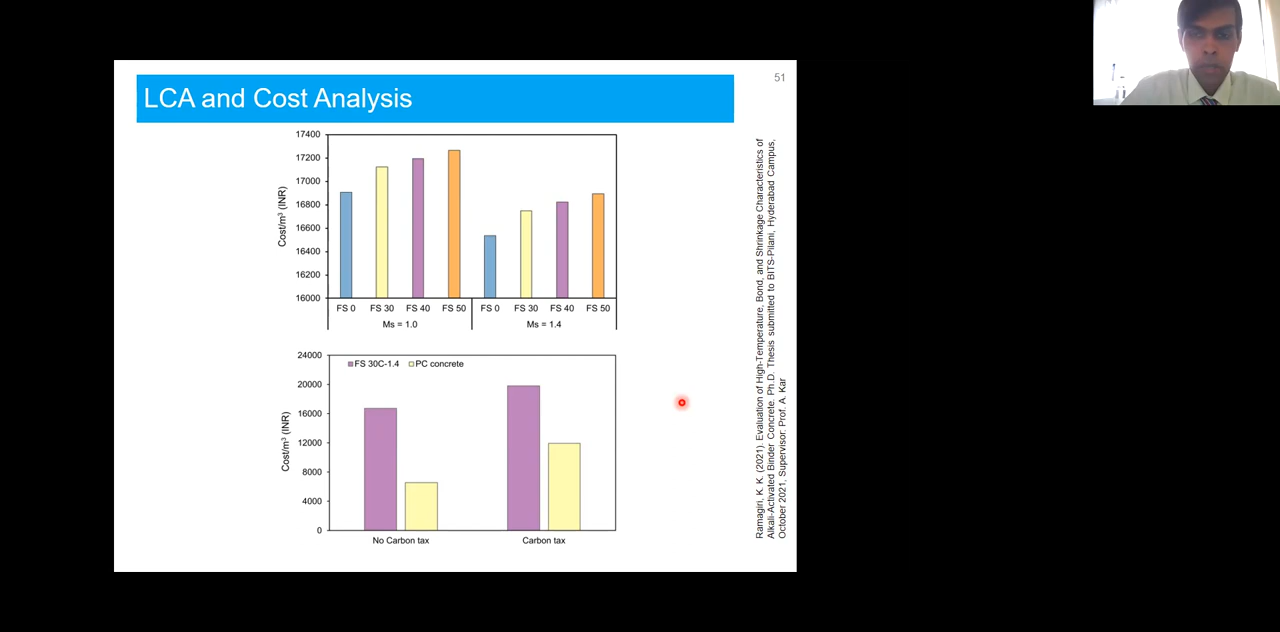 51
LCA and Cost Analysis
17400
17200
17000
16800
16600
16400
16200
16000
Cost/m³ (INR)
FS 0 FS 30 FS 40 FS 50 FS 0 FS 30 FS 40 FS 50
Ms = 1.0 Ms = 1.4
24000
20000
16000
12000
8000
4000
0
Cost/m³ (INR)
FS 30C-1.4 PC concrete
No Carbon tax Carbon tax
Ramagiri, K. K. (2021). Evaluation of High-Temperature, Bond, and Shrinkage Characteristics of
Alkali-Activated Binder Concrete. Ph.D. Thesis submitted to BITS-Pilani, Hyderabad Campus,
October 2021, Supervisor: Prof. A. Kar